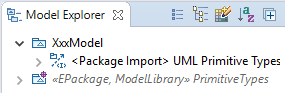 Model Explorer
XxxModel
<Package Import> UML Primitive Types
«EPackage, ModelLibrary» PrimitiveTypes